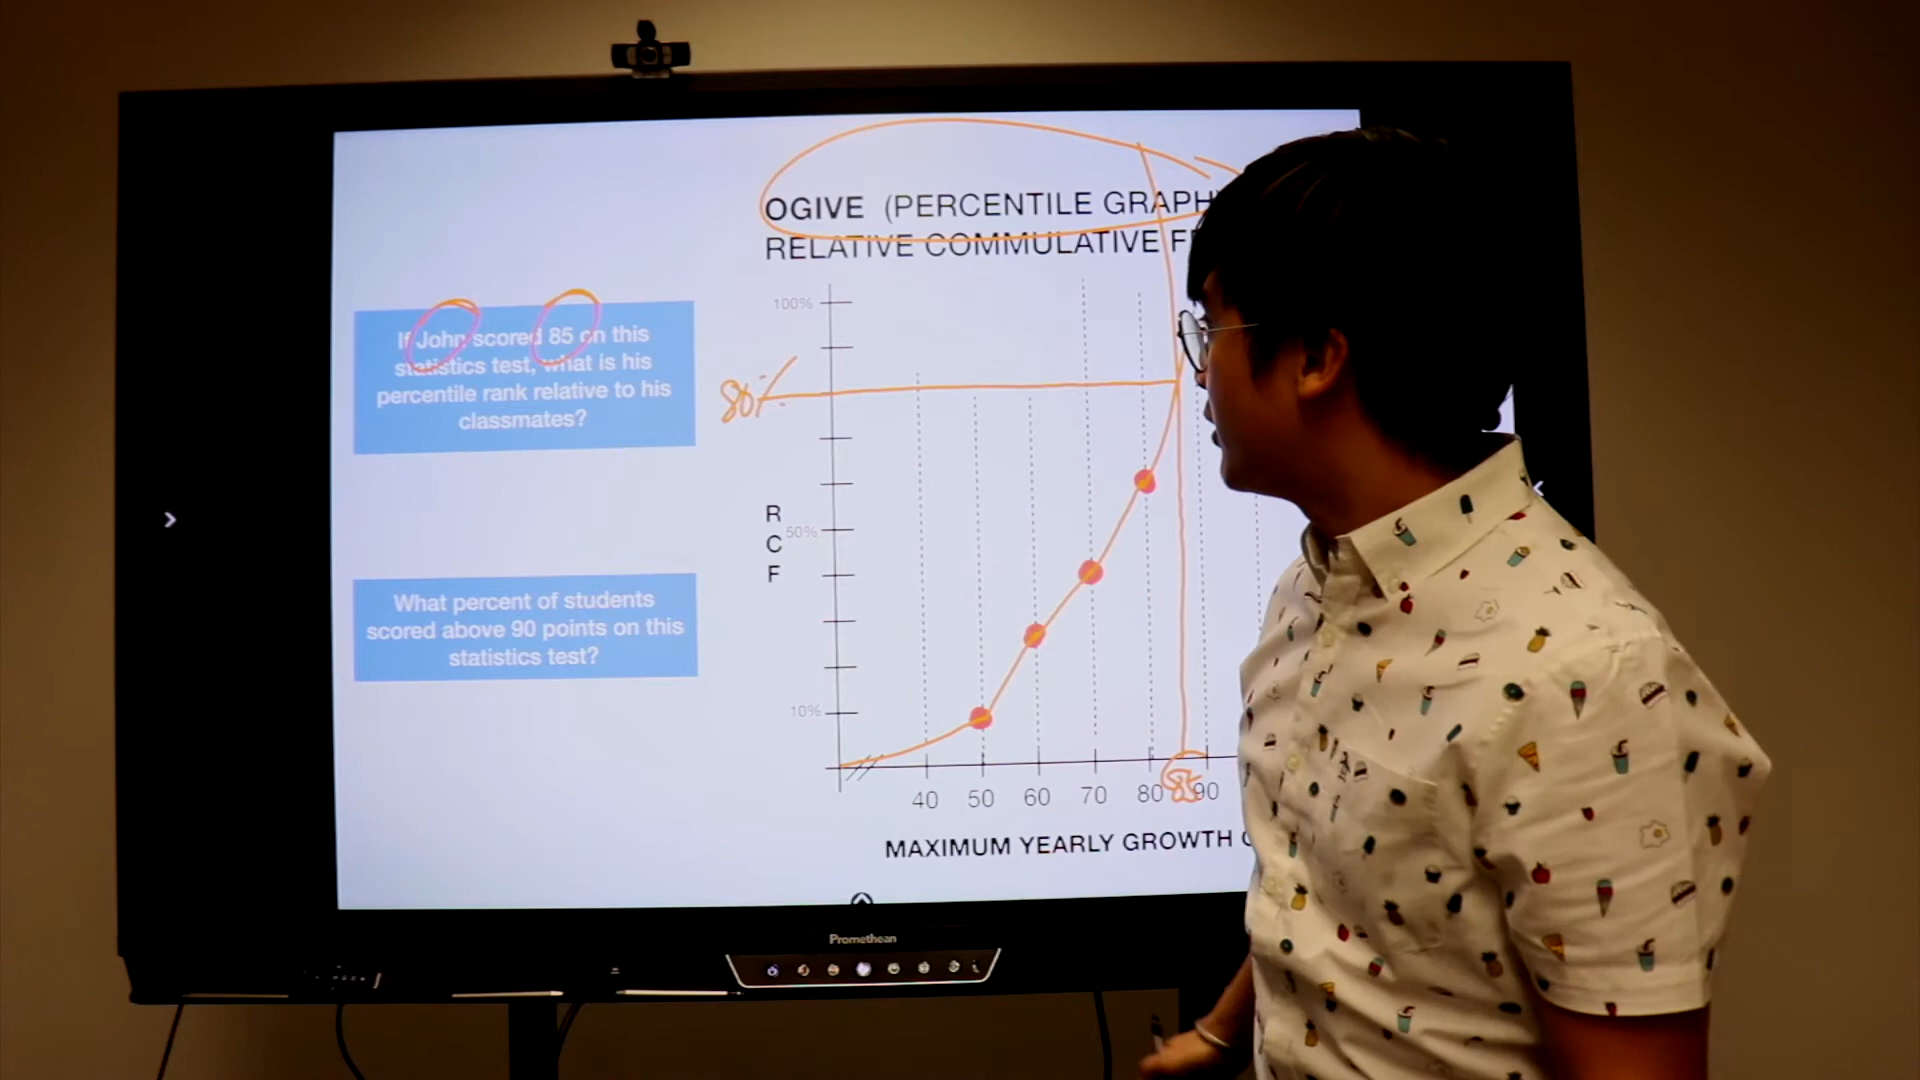 OGIVE (PERCENTILE GRAPH
RELATIVE COMMULATIVE F
If John scored 85 on this
statistics test, what is his
percentile rank relative to his
classmates?
What percent of students
scored above 90 points on this
statistics test?
100%
80%
50%
10%
R
C
F
40 50 60 70 80 85 90
MAXIMUM YEARLY GROWTH
Promethean